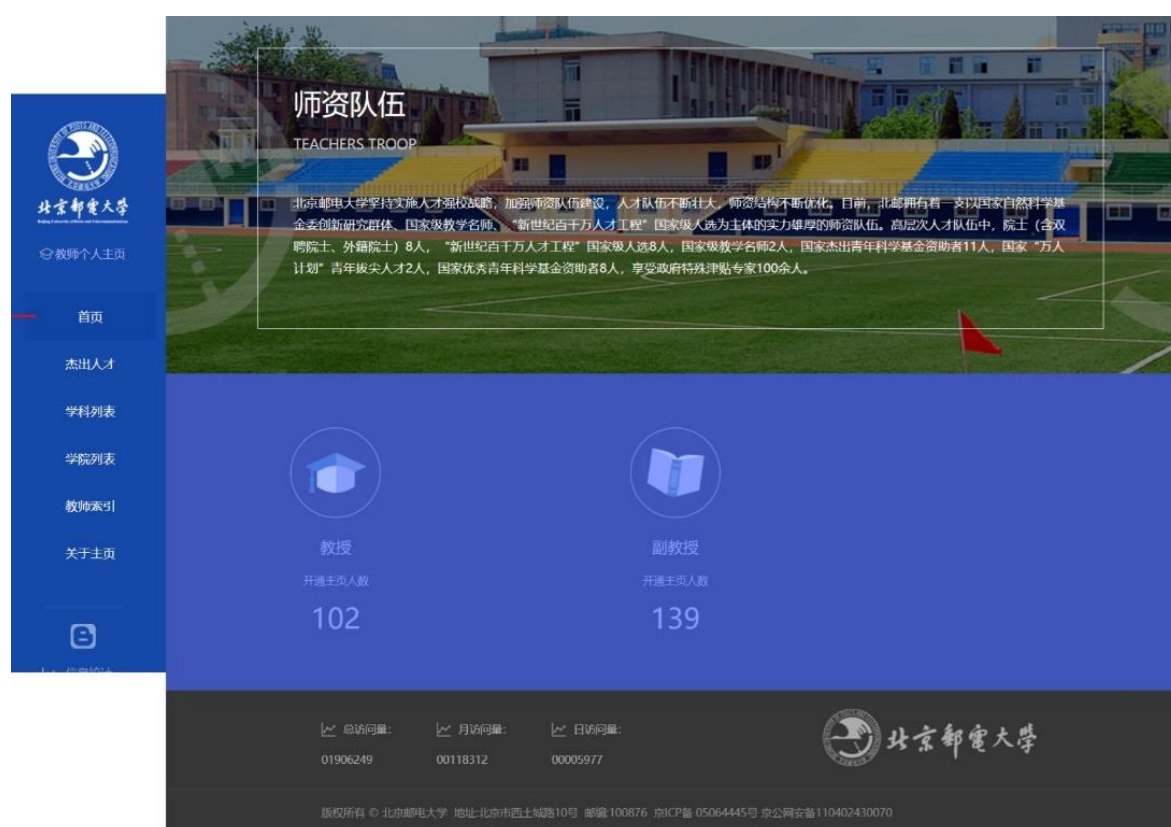 北京郵電大學
教师个人主页
首页
杰出人才
学科列表
学院列表
教师索引
关于主页
师资队伍
TEACHERS TROOP
北京邮电大学坚持实施人才强校战略，加强师资队伍建设，人才队伍不断壮大，师资结构不断优化。目前，北邮拥有着一支以国家自然科学基
金委创新研究群体、国家级教学名师、“新世纪百千万人才工程”国家级人选为主体的实力雄厚的师资队伍。高层次人才队伍中，院士（含双
聘院士、外籍院士）8人，“新世纪百千万人才工程”国家级人选8人，国家级教学名师2人，国家杰出青年科学基金资助者11人，国家“万人
计划”青年拔尖人才2人，国家优秀青年科学基金资助者8人，享受政府特殊津贴专家100余人。
教授
开通主页人数
102
副教授
开通主页人数
139
总访问量: 月访问量: 日访问量:
01906249 00118312 00005977
北京郵電大學
版权所有 © 北京邮电大学 地址:北京市西土城路10号 邮编:100876 京ICP备 05064445号 京公网安备110402430070